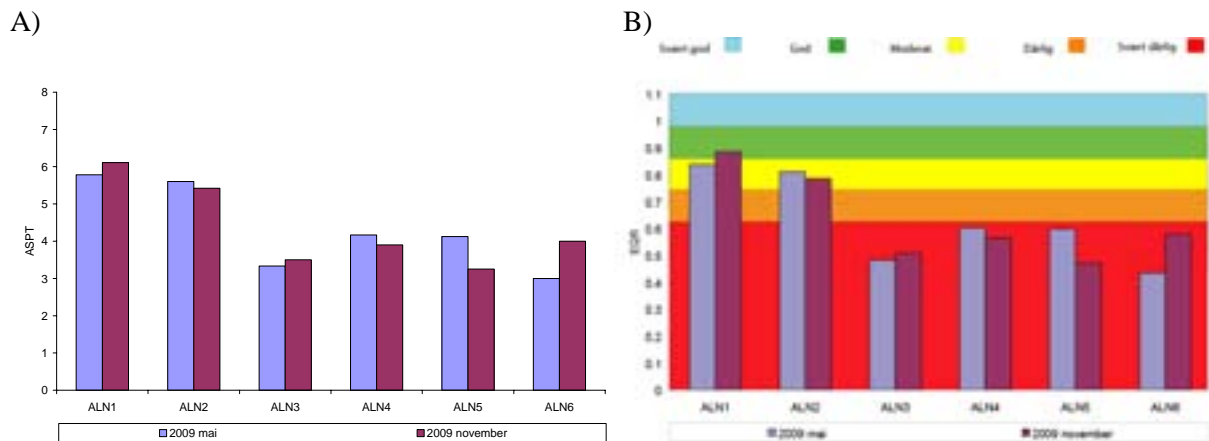 A)
B)
Svært god God Moderat Dårlig Svært dårlig
8
7
6
5
4
3
2
1
0
ASPT
ALN1 ALN2 ALN3 ALN4 ALN5 ALN6
2009 mai 2009 november
1.1
1
0.9
0.8
0.7
0.6
0.5
0.4
0.3
0.2
0.1
0
EQR
ALN1 ALN2 ALN3 ALN4 ALN5 ALN6
2009 mai 2009 november